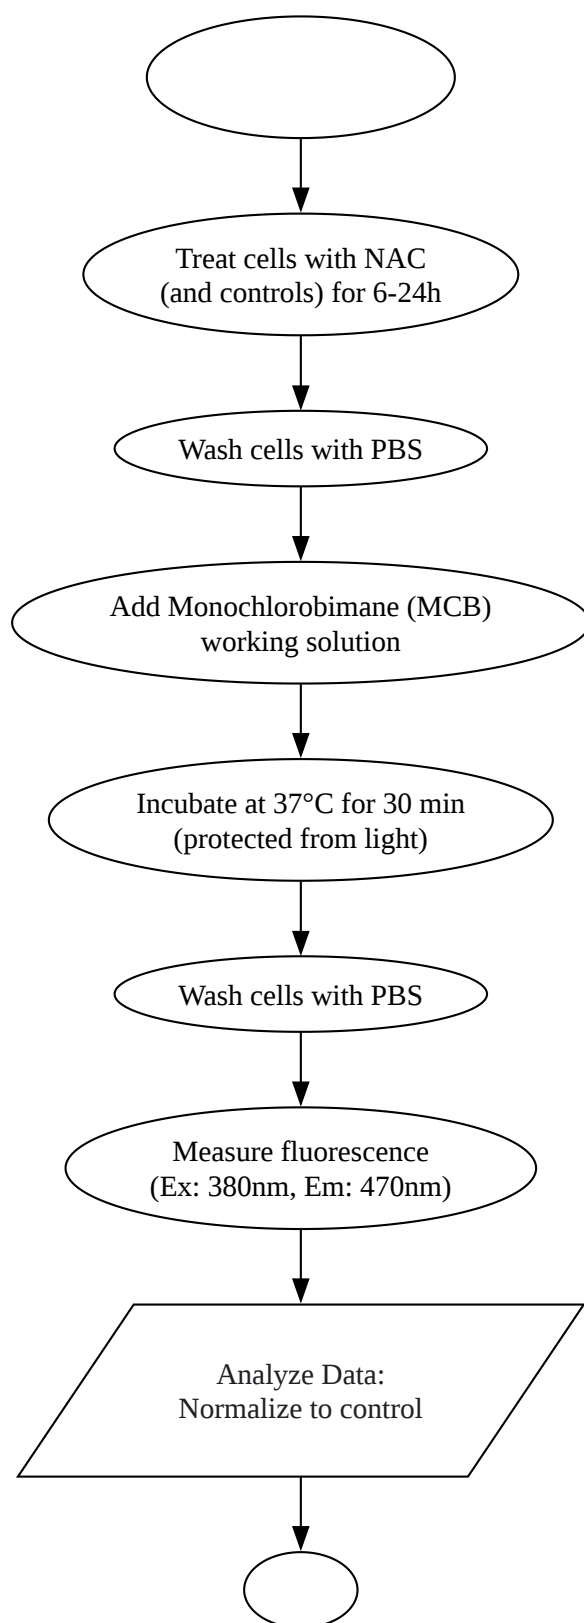 Treat cells with NAC
(and controls) for 6-24h
Wash cells with PBS
Add Monochlorobimane (MCB)
working solution
Incubate at 37°C for 30 min
(protected from light)
Wash cells with PBS
Measure fluorescence
(Ex: 380nm, Em: 470nm)
Analyze Data:
Normalize to control